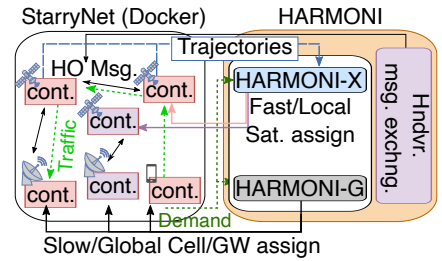 StarryNet (Docker)
HARMONI
Trajectories
HO Msg.
cont.
cont.
cont.
cont.
cont.
cont.
Traffic
Demand
HARMONI-X
Fast/Local
Sat. assign
HARMONI-G
Hndvr.
msg. exchng.
Slow/Global Cell/GW assign